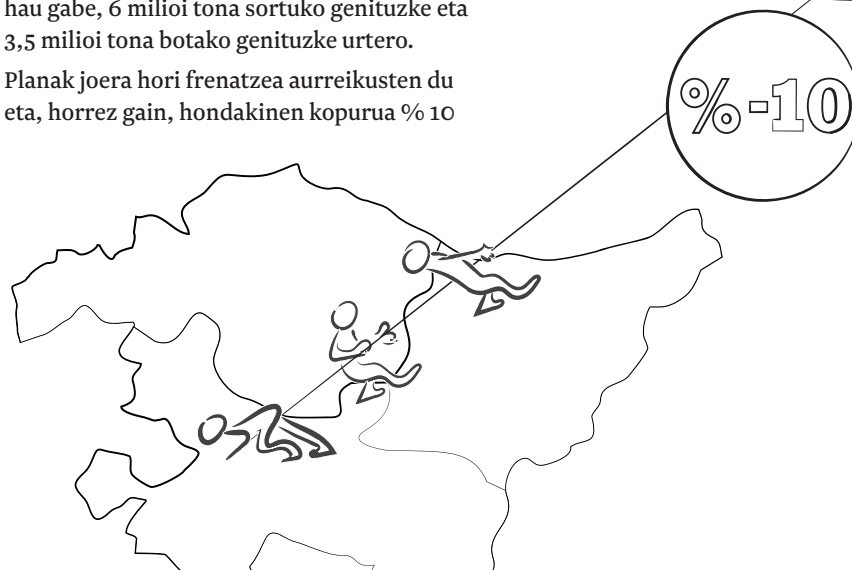 hau gabe, 6 milioi tona sortuko genituzke eta
3,5 milioi tona botako genituzke urtero.
Planak joera hori frenatzea aurreikusten du
eta, horrez gain, hondakinen kopurua % 10
%-10